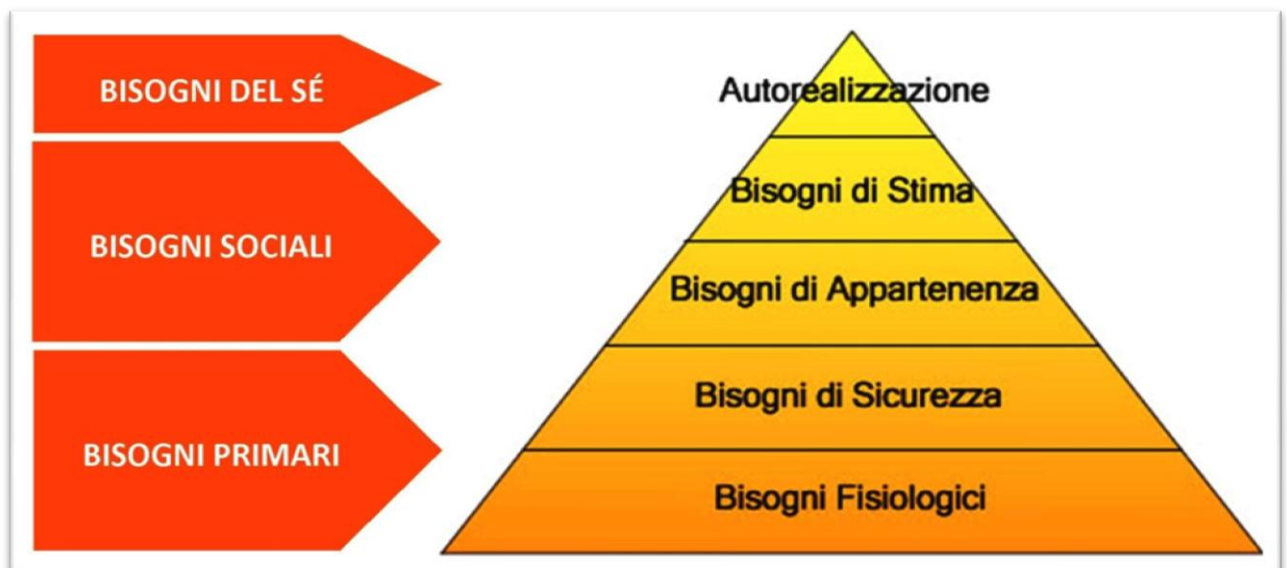 BISOGNI DEL SÉ
Autorealizzazione
Bisogni di Stima
BISOGNI SOCIALI
Bisogni di Appartenenza
Bisogni di Sicurezza
BISOGNI PRIMARI
Bisogni Fisiologici